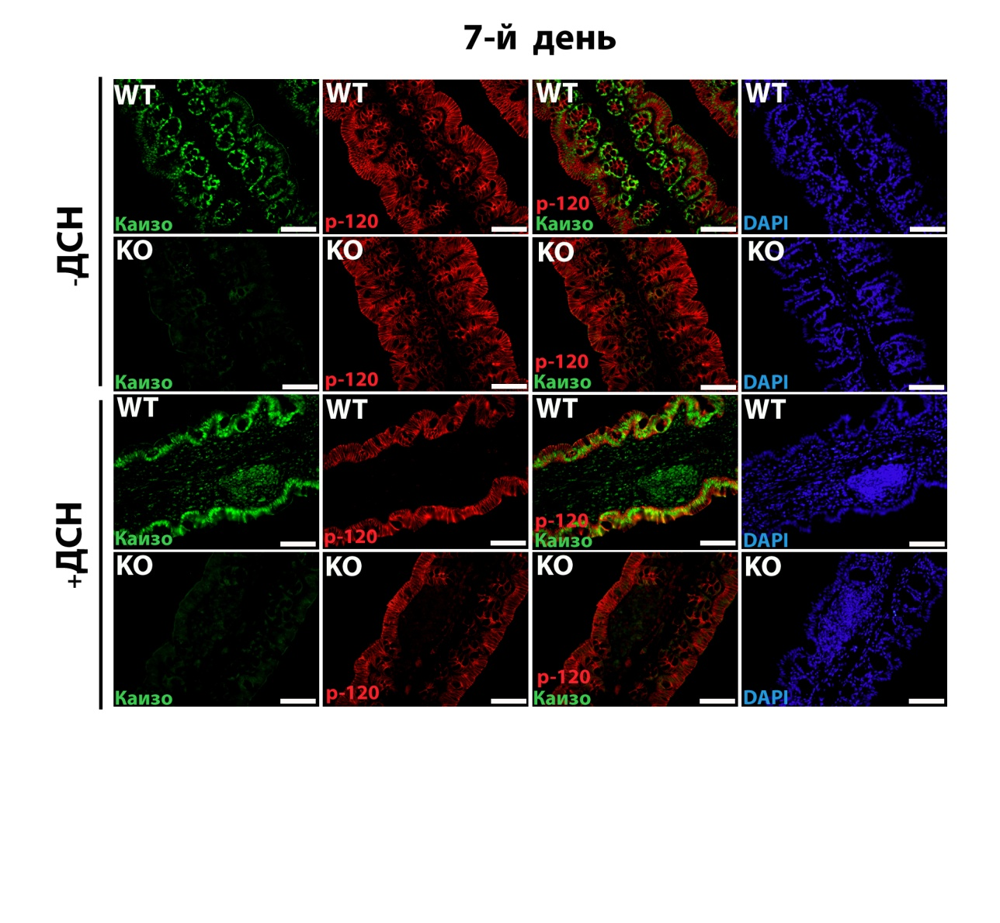 7-й день
-ДСН
WT
Каизо
WT
р-120
WT
р-120
Каизо
WT
DAPI
KO
Каизо
KO
р-120
KO
р-120
Каизо
KO
DAPI
+ДСН
WT
Каизо
WT
р-120
WT
р-120
Каизо
WT
DAPI
KO
Каизо
KO
р-120
KO
р-120
Каизо
KO
DAPI